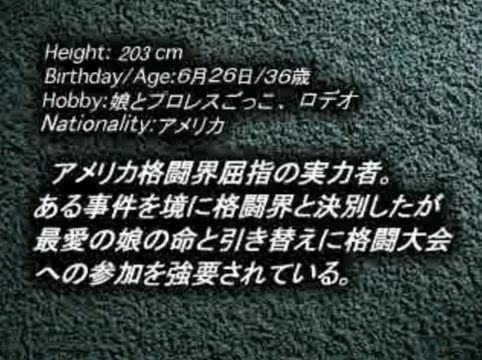 Height: 203 cm
Birthday/Age:6月26日/36歳
Hobby:娘とプロレスごっこ、ロデオ
Nationality:アメリカ
アメリカ格闘界屈指の実力者。
ある事件を境に格闘界と決別したが
最愛の娘の命と引き替えに格闘大会
への参加を強要されている。